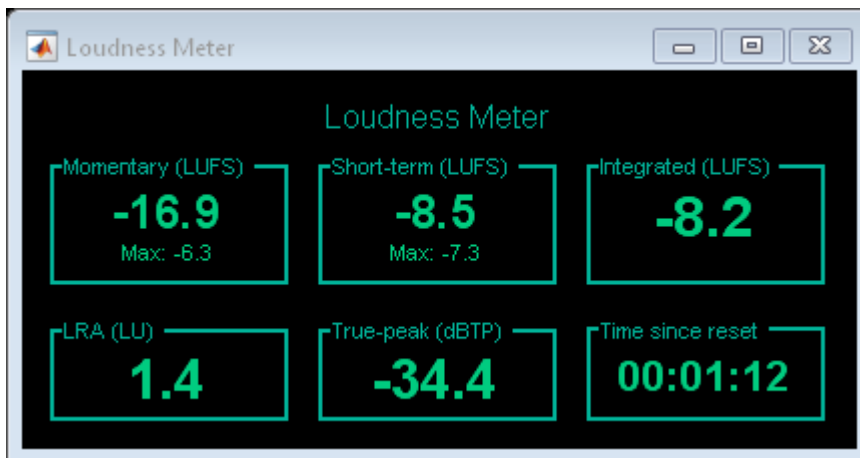 Loudness Meter
Loudness Meter
Momentary (LUFS)
-16.9
Max: -6.3
Short-term (LUFS)
-8.5
Max: -7.3
Integrated (LUFS)
-8.2
LRA (LU)
1.4
True-peak (dBTP)
-34.4
Time since reset
00:01:12